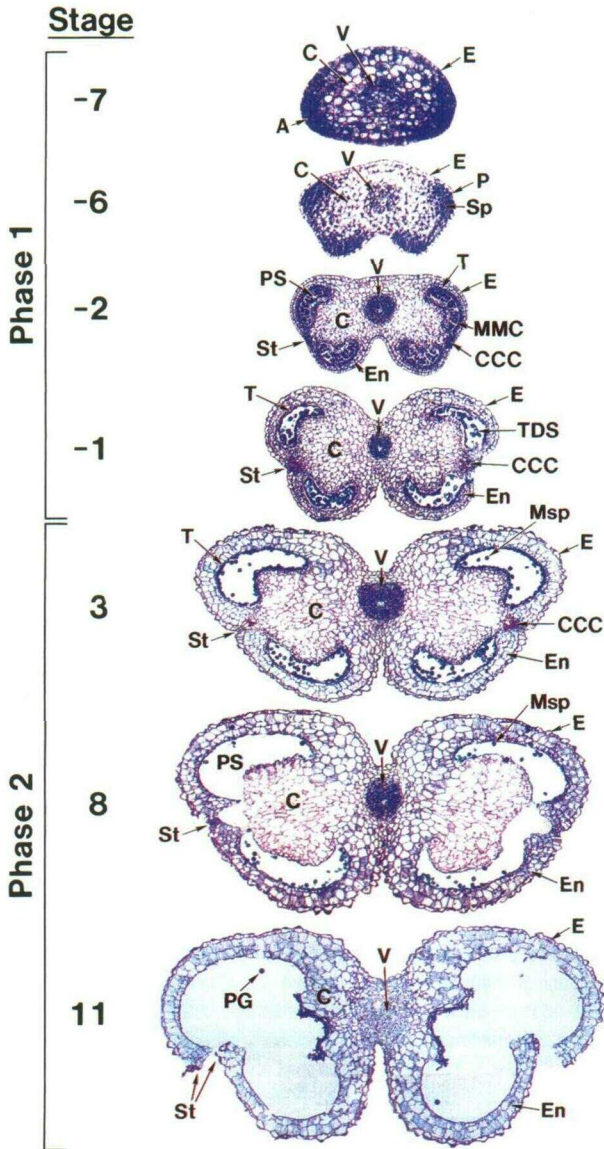 Stage
Phase 1
-7
V
C
E
A
-6
V
C
E
P
Sp
-2
V
T
PS
E
C
MMC
St
CCC
En
-1
T
V
E
TDS
C
St
CCC
En
Phase 2
3
Msp
T
V
E
C
St
CCC
En
8
Msp
E
V
PS
C
St
En
11
E
V
PG
C
St
En